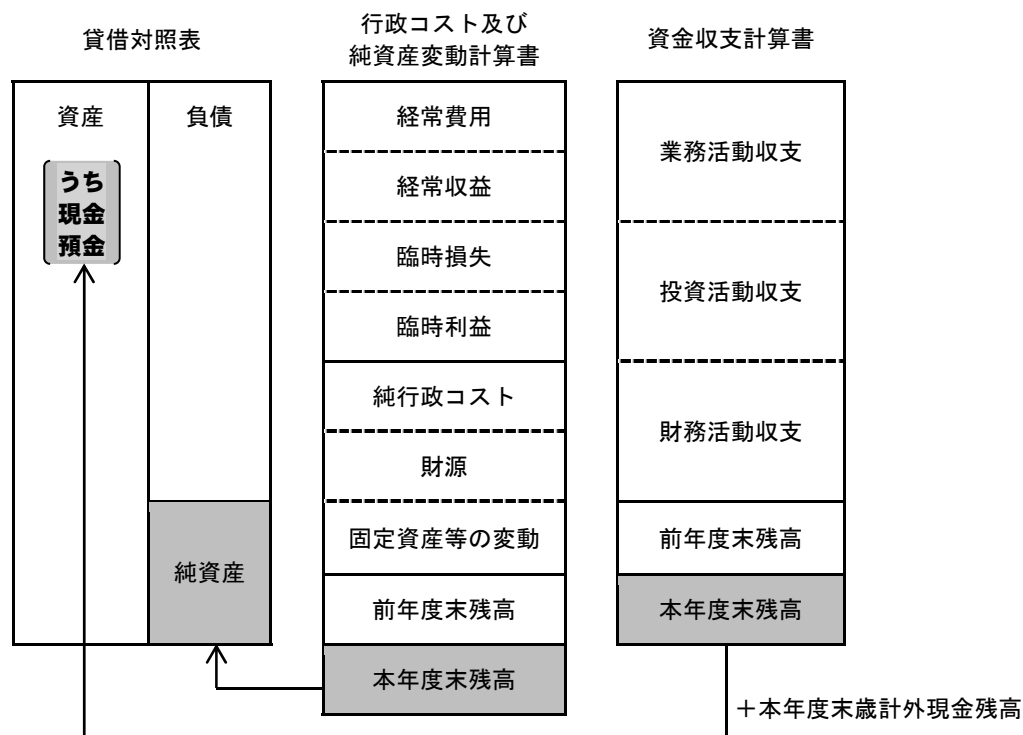 貸借対照表
資産
負債
うち
現金
預金
純資産
行政コスト及び
純資産変動計算書
経常費用
経常収益
臨時損失
臨時利益
純行政コスト
財源
固定資産等の変動
前年度末残高
本年度末残高
資金収支計算書
業務活動収支
投資活動収支
財務活動収支
前年度末残高
本年度末残高
＋本年度末歳計外現金残高